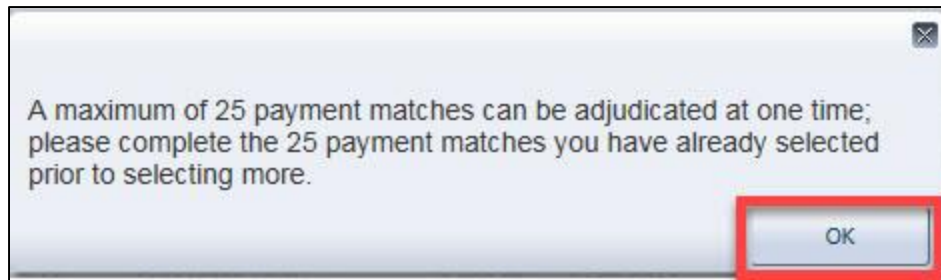 A maximum of 25 payment matches can be adjudicated at one time;
please complete the 25 payment matches you have already selected
prior to selecting more.
OK